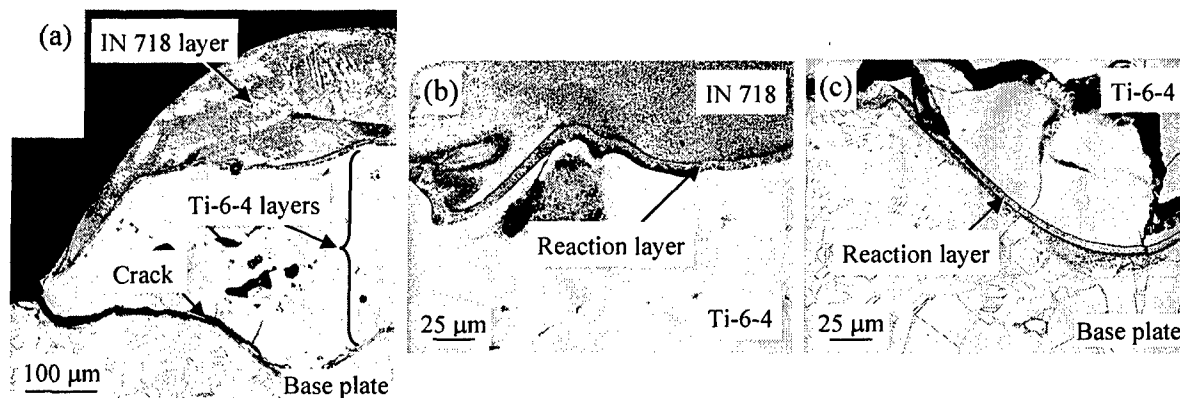 (a)
IN 718 layer
Ti-6-4 layers
Crack
100 μm
Base plate
(b)
IN 718
Reaction layer
25 μm
Ti-6-4
(c)
Ti-6-4
Reaction layer
25 μm
Base plate